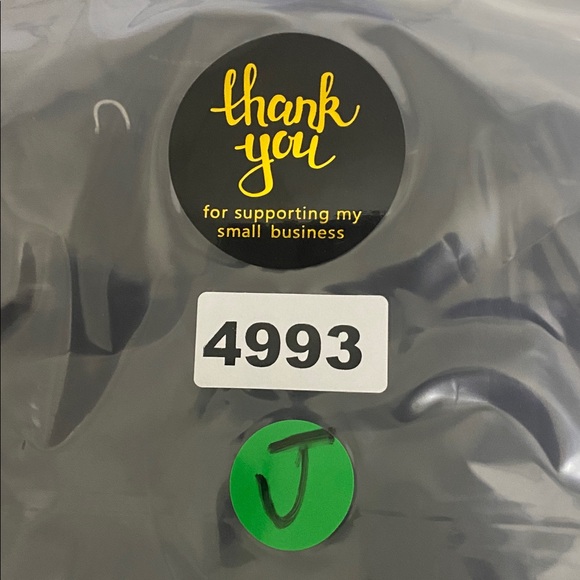 thank
you
for supporting my
small business
4993
J